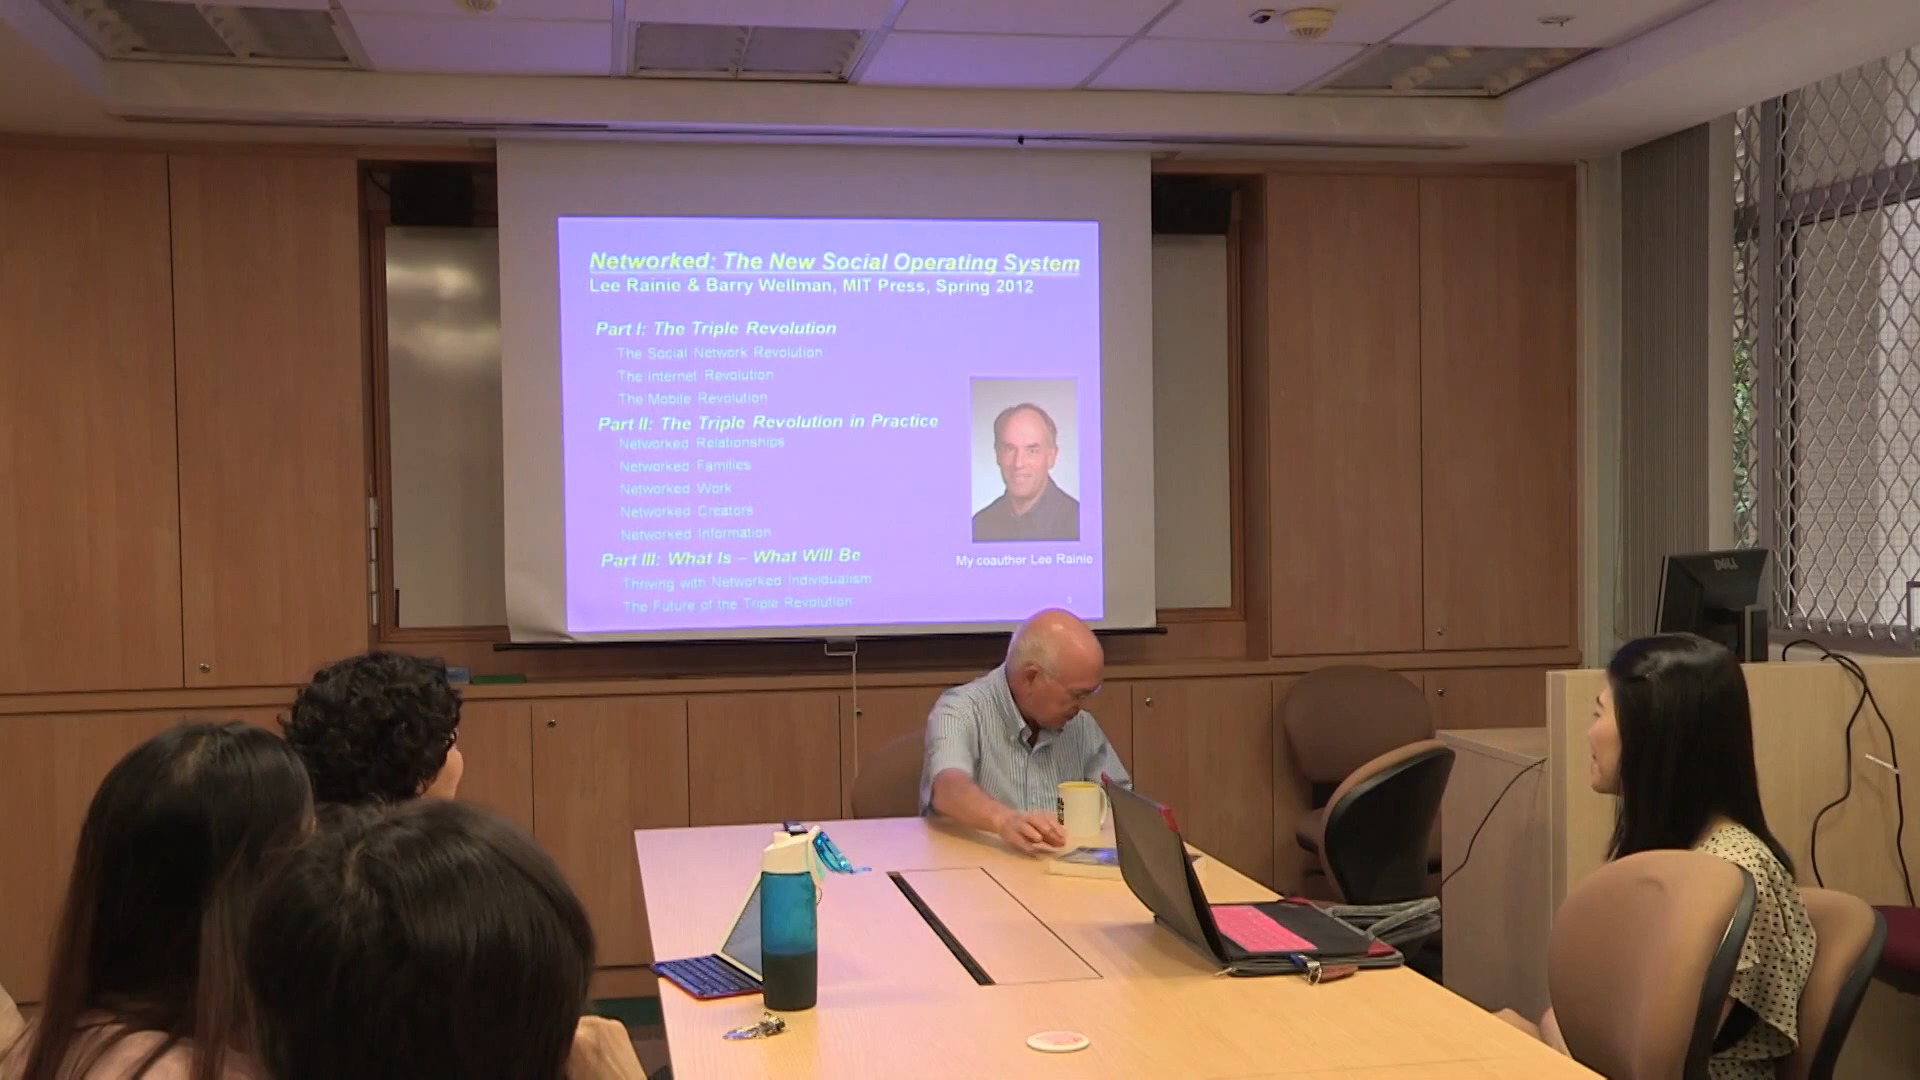 Networked: The New Social Operating System
Lee Rainie & Barry Wellman, MIT Press, Spring 2012
Part I: The Triple Revolution
The Social Network Revolution
The Internet Revolution
The Mobile Revolution
Part II: The Triple Revolution in Practice
Networked Relationships
Networked Families
Networked Work
Networked Creators
Networked Information
Part III: What Is – What Will Be
Thriving with Networked Individualism
The Future of the Triple Revolution
My coauthor Lee Rainie
DELL